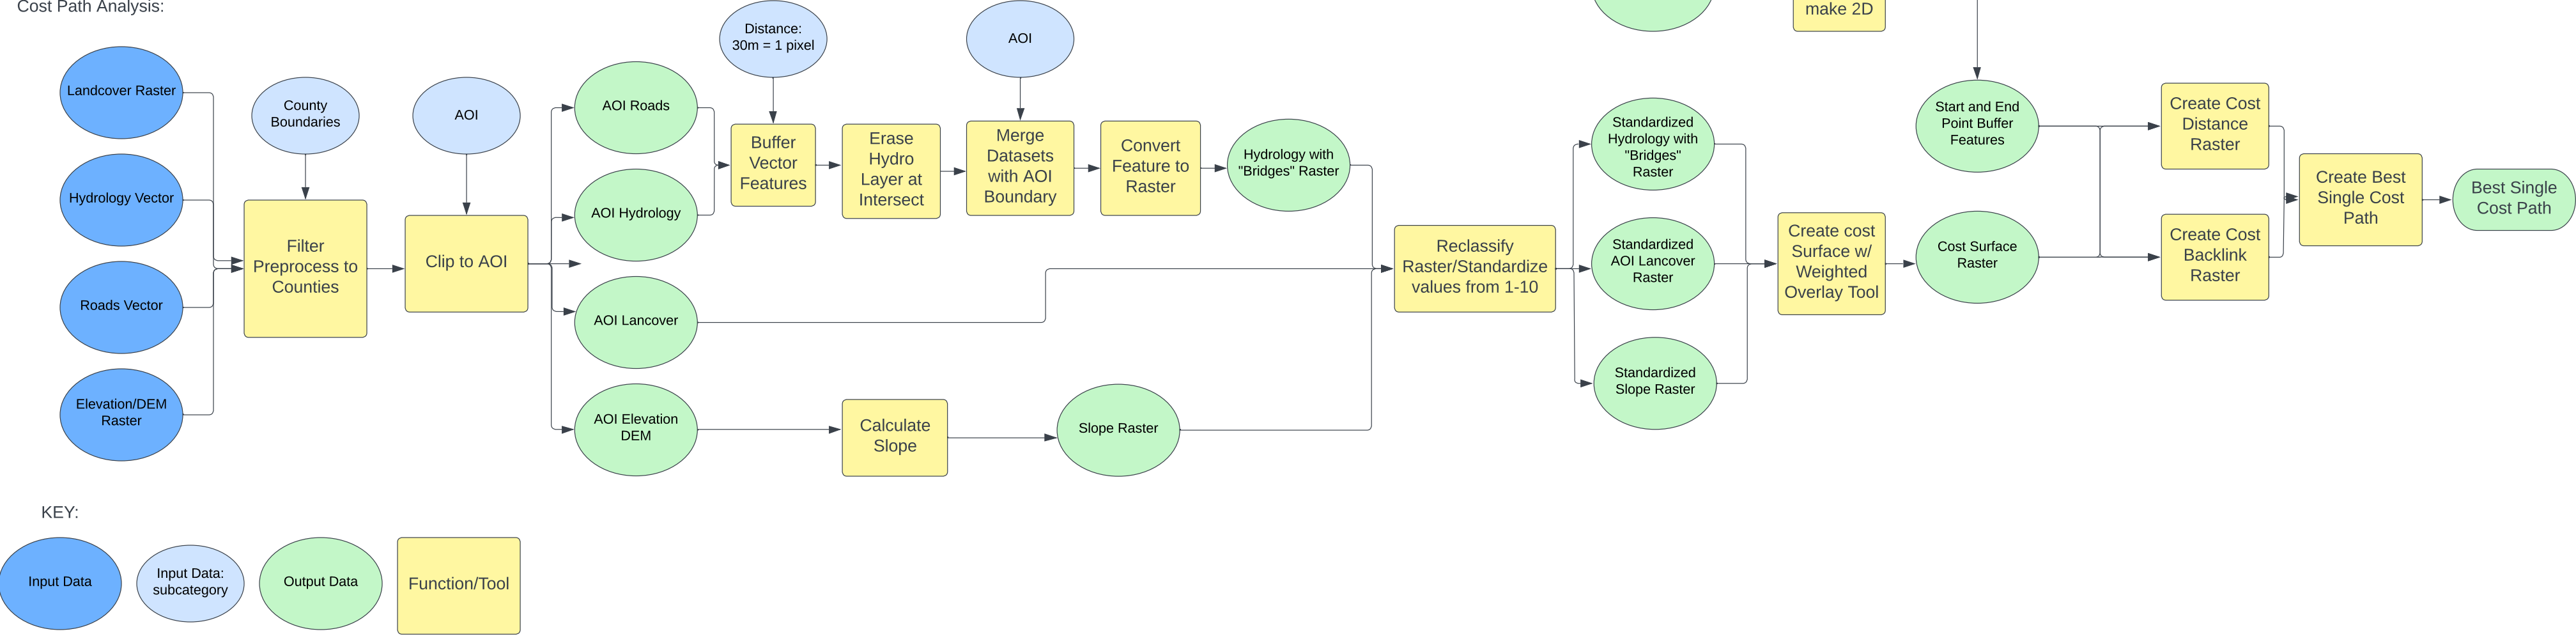 Cost Path Analysis:
Landcover Raster
Hydrology Vector
Roads Vector
Elevation/DEM
Raster
County
Boundaries
Filter
Preprocess to
Counties
AOI
Clip to AOI
AOI Roads
AOI Hydrology
AOI Lancover
AOI Elevation
DEM
Distance:
30m = 1 pixel
Buffer
Vector
Features
Erase
Hydro
Layer at
Intersect
AOI
Merge
Datasets
with AOI
Boundary
Convert
Feature to
Raster
Hydrology with
"Bridges" Raster
Calculate
Slope
Slope Raster
Reclassify
Raster/Standardize
values from 1-10
Standardized
Hydrology with
"Bridges"
Raster
Standardized
AOI Lancover
Raster
Standardized
Slope Raster
make 2D
Create cost
Surface w/
Weighted
Overlay Tool
Start and End
Point Buffer
Features
Cost Surface
Raster
Create Cost
Distance
Raster
Create Cost
Backlink
Raster
Create Best
Single Cost
Path
Best Single
Cost Path
KEY:
Input Data
Input Data:
subcategory
Output Data
Function/Tool